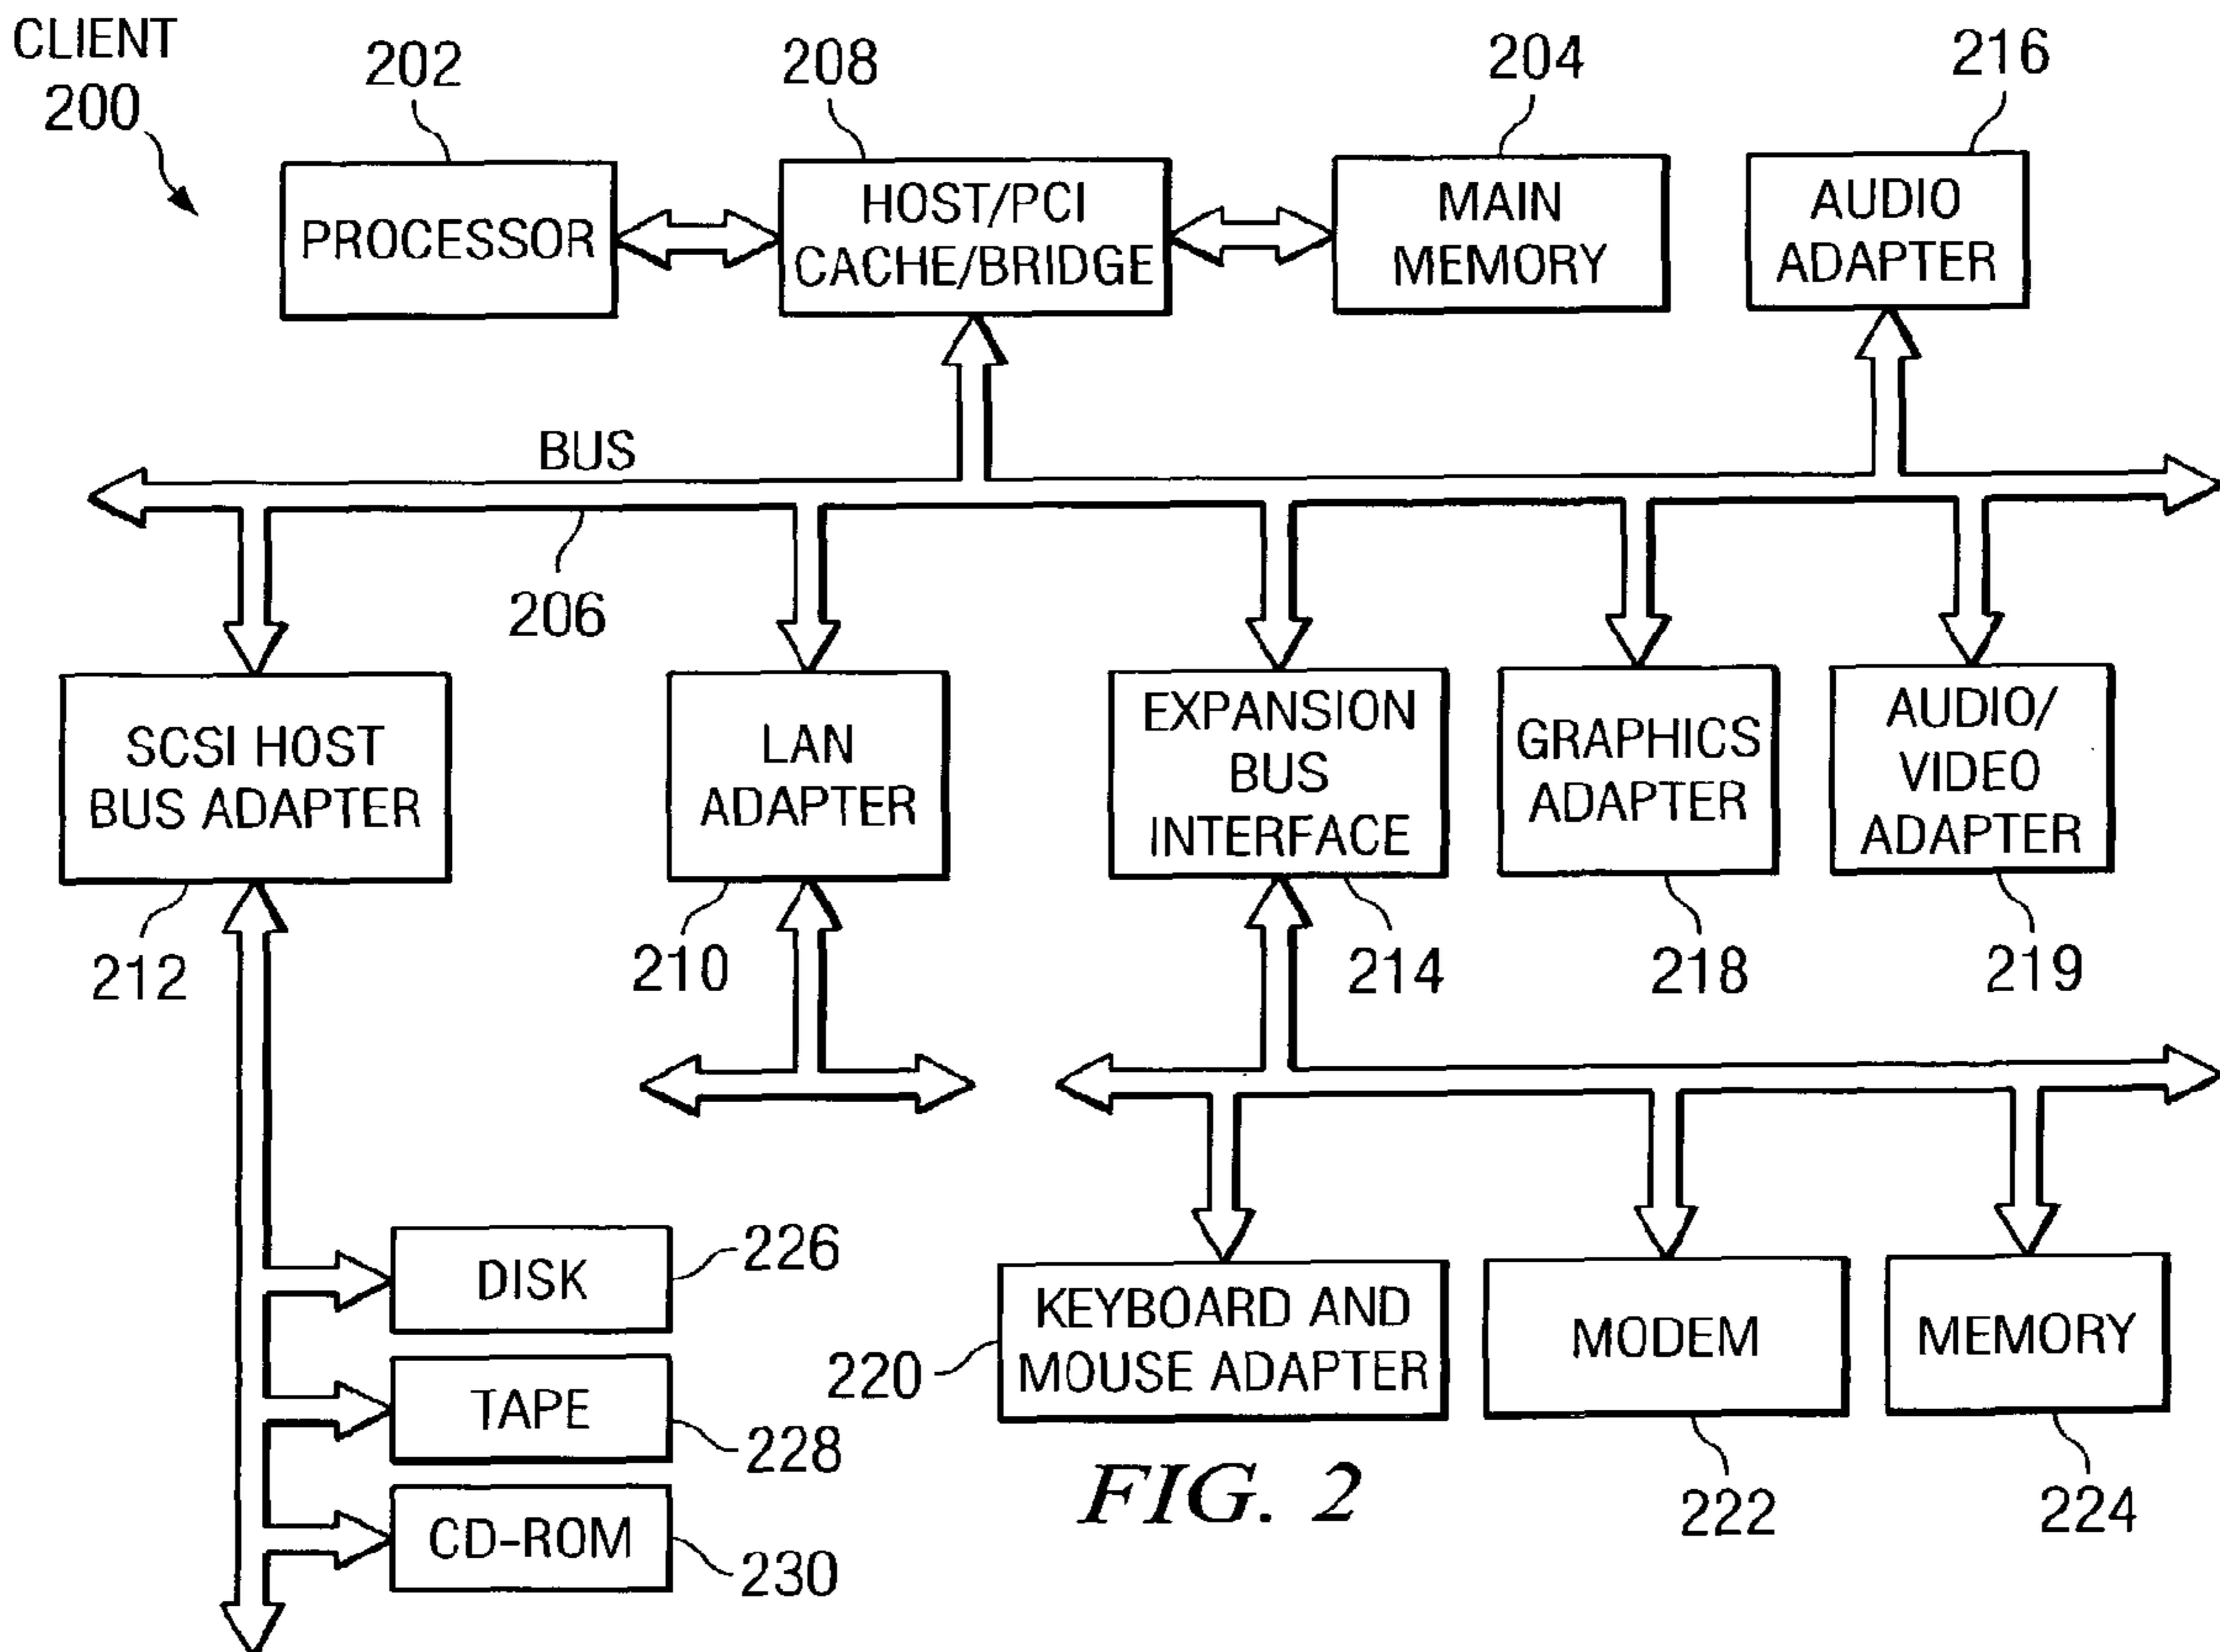 CLIENT
200
202
208
204
216
PROCESSOR
HOST/PCI
CACHE/BRIDGE
MAIN
MEMORY
AUDIO
ADAPTER
BUS
206
SCSI HOST
BUS ADAPTER
LAN
ADAPTER
EXPANSION
BUS
INTERFACE
GRAPHICS
ADAPTER
AUDIO/
VIDEO
ADAPTER
212
210
214
218
219
DISK
226
TAPE
228
CD-ROM
230
220
KEYBOARD AND
MOUSE ADAPTER
MODEM
MEMORY
222
224
FIG. 2